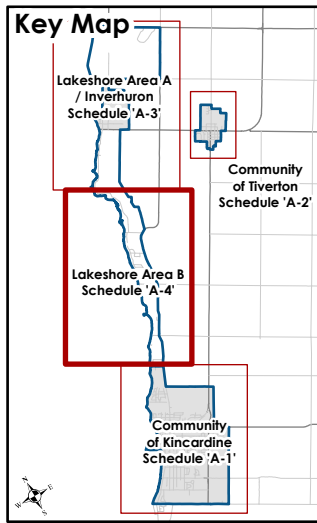 Key Map
Lakeshore Area A
/ Inverhuron
Schedule 'A-3'
Community
of Tiverton
Schedule 'A-2'
Lakeshore Area B
Schedule 'A-4'
Community
of Kincardine
Schedule 'A-1'
N
E
W
S